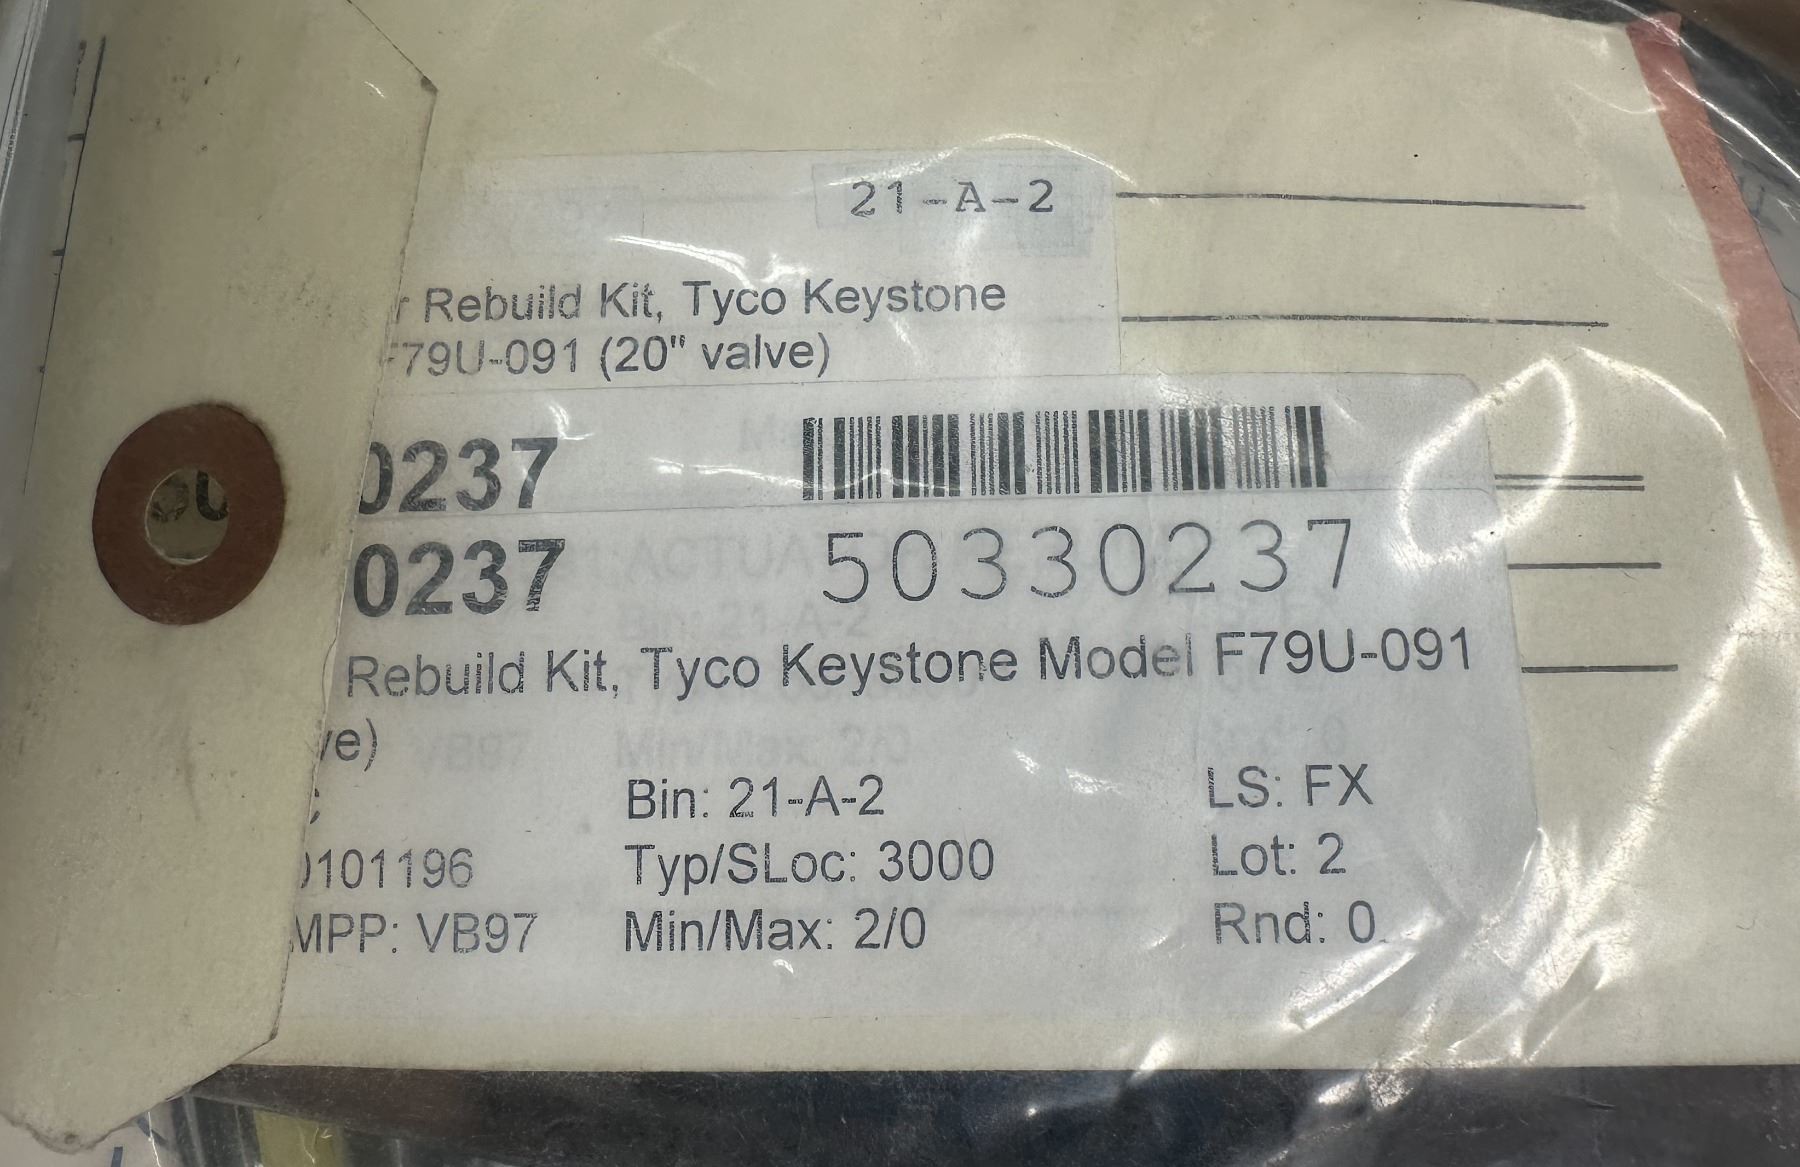 21-A-2
r Rebuild Kit, Tyco Keystone
F79U-091 (20" valve)
0237
0237 50330237
Rebuild Kit, Tyco Keystone Model F79U-091
ve)
Bin: 21-A-2 LS: FX
0101196 Typ/SLoc: 3000 Lot: 2
MPP: VB97 Min/Max: 2/0 Rnd: 0